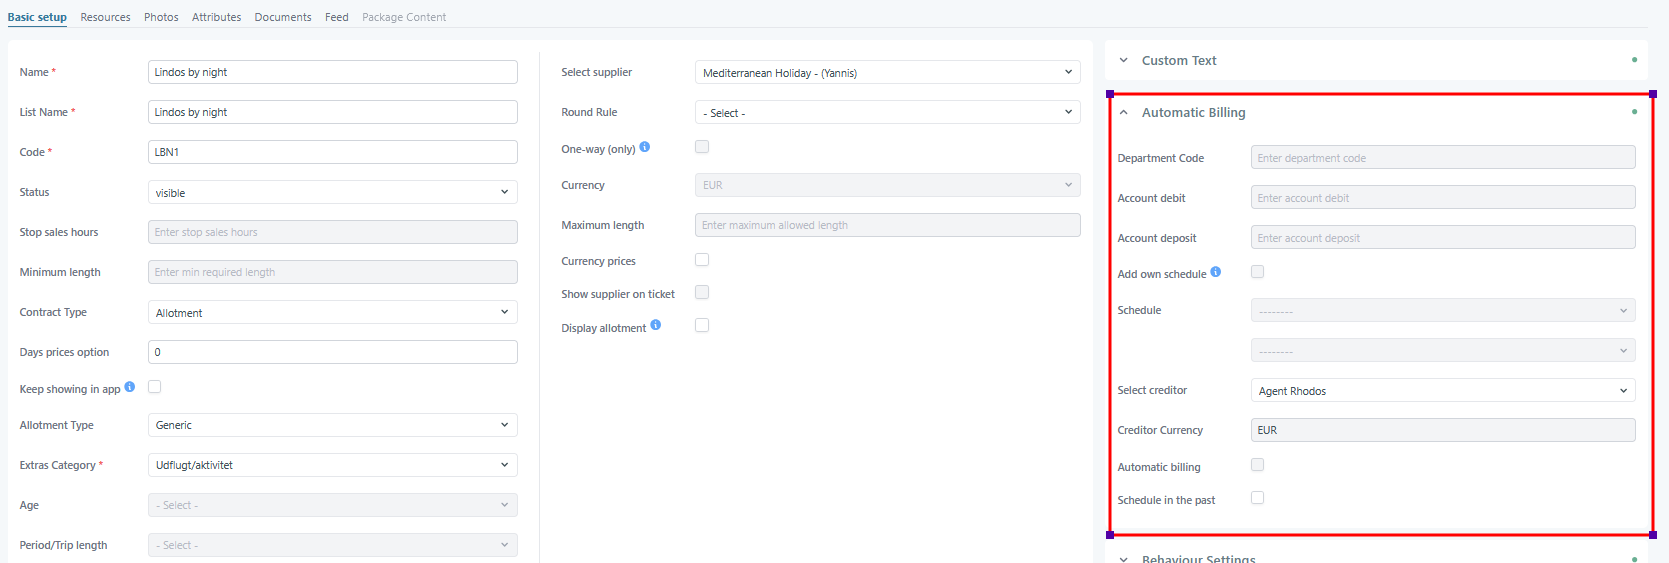 Basic setup Resources Photos Attributes Documents Feed Package Content
Name * Lindos by night
List Name * Lindos by night
Code * LBN1
Status visible
Stop sales hours Enter stop sales hours
Minimum length Enter min required length
Contract Type Allotment
Days prices option 0
Keep showing in app
Allotment Type Generic
Extras Category * Udflugt/aktivitet
Age - Select -
Period/Trip length - Select -
Select supplier Mediterranean Holiday - (Yannis)
Round Rule - Select -
One-way (only)
Currency EUR
Maximum length Enter maximum allowed length
Currency prices
Show supplier on ticket
Display allotment
Custom Text
Automatic Billing
Department Code Enter department code
Account debit Enter account debit
Account deposit Enter account deposit
Add own schedule
Schedule --------
--------
Select creditor Agent Rhodos
Creditor Currency EUR
Automatic billing
Schedule in the past
Behaviour Settings